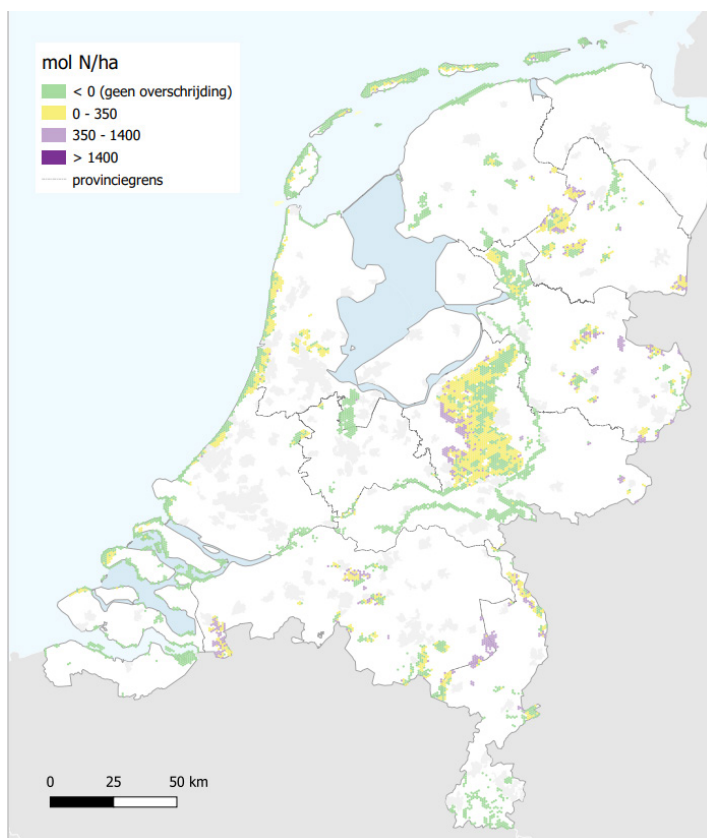 mol N/ha
< 0 (geen overschrijding)
0 - 350
350 - 1400
> 1400
provinciegrens
0 25 50 km